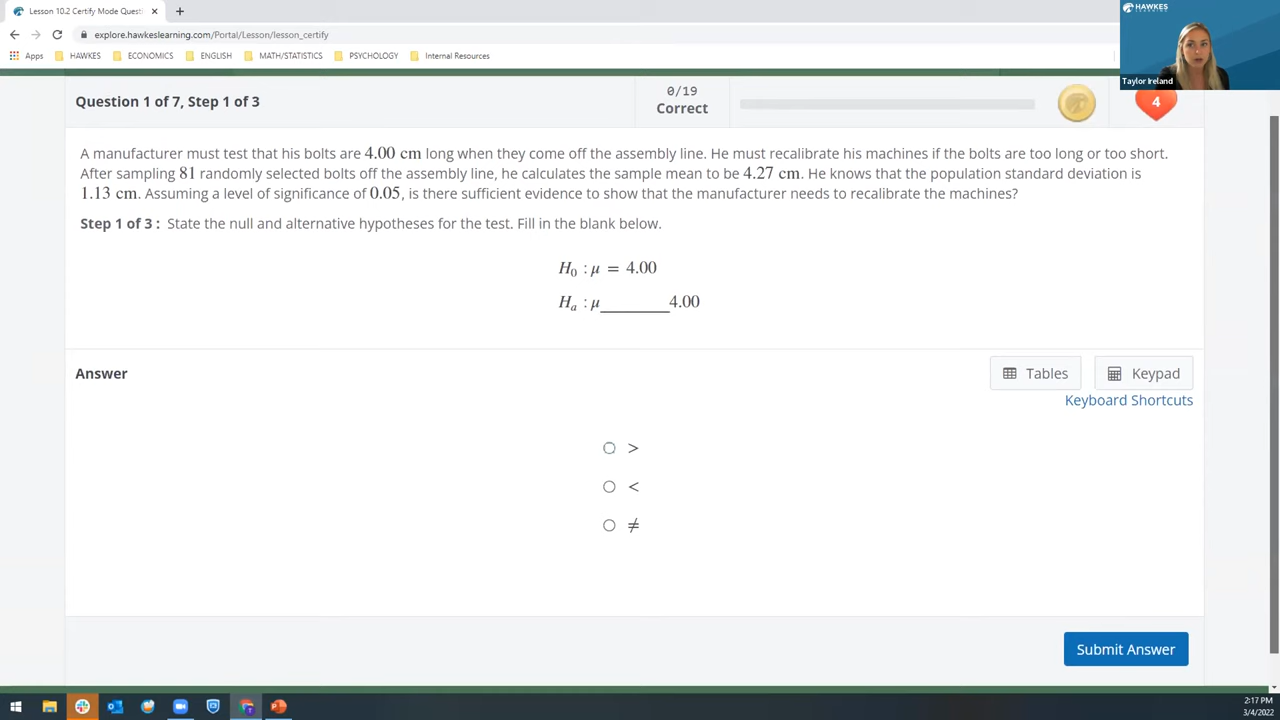 Lesson 10.2 Certify Mode Quest
HAWKES
LEARNING
explore.hawkeslearning.com/Portal/Lesson/lesson_certify
Apps HAWKES ECONOMICS ENGLISH MATH/STATISTICS PSYCHOLOGY Internal Resources
Taylor Ireland
Question 1 of 7, Step 1 of 3
0/19
Correct
4
A manufacturer must test that his bolts are 4.00 cm long when they come off the assembly line. He must recalibrate his machines if the bolts are too long or too short.
After sampling 81 randomly selected bolts off the assembly line, he calculates the sample mean to be 4.27 cm. He knows that the population standard deviation is
1.13 cm. Assuming a level of significance of 0.05, is there sufficient evidence to show that the manufacturer needs to recalibrate the machines?
Step 1 of 3 : State the null and alternative hypotheses for the test. Fill in the blank below.
H₀ : μ = 4.00
Hₐ : μ________4.00
Answer
Tables
Keypad
Keyboard Shortcuts
>
<
≠
Submit Answer
2:17 PM
3/4/2022